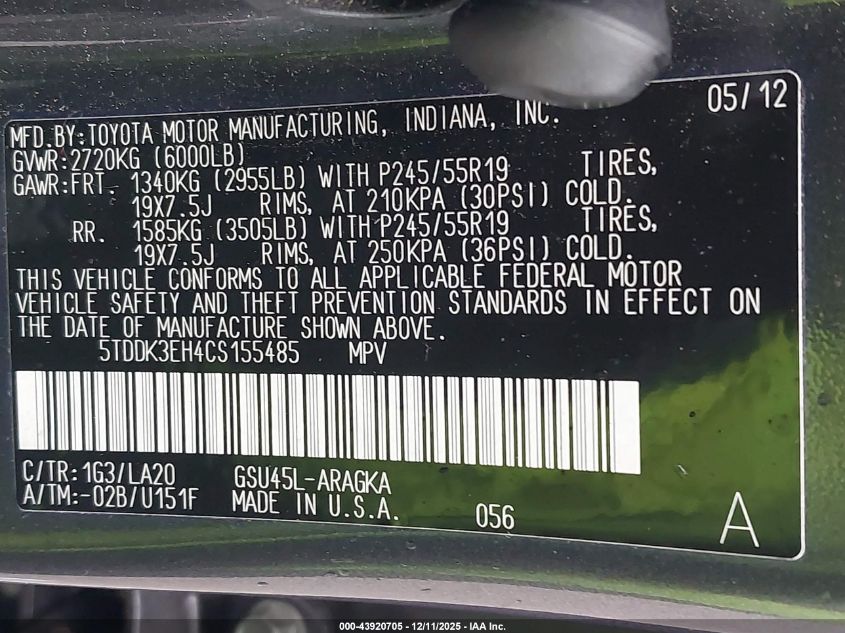 05/12
MFD.BY:TOYOTA MOTOR MANUFACTURING, INDIANA, INC.
GVWR:2720KG (6000LB)
GAWR:FRT. 1340KG (2955LB) WITH P245/55R19 TIRES,
19X7.5J RIMS, AT 210KPA (30PSI) COLD.
RR. 1585KG (3505LB) WITH P245/55R19 TIRES,
19X7.5J RIMS, AT 250KPA (36PSI) COLD.
THIS VEHICLE CONFORMS TO ALL APPLICABLE FEDERAL MOTOR
VEHICLE SAFETY AND THEFT PREVENTION STANDARDS IN EFFECT ON
THE DATE OF MANUFACTURE SHOWN ABOVE.
5TDDK3EH4CS155485 MPV
C/TR:1G3/LA20 GSU45L-ARAGKA
A/TM:-02B/U151F MADE IN U.S.A. 056
A
000-43920705 - 12/11/2025 - IAA Inc.